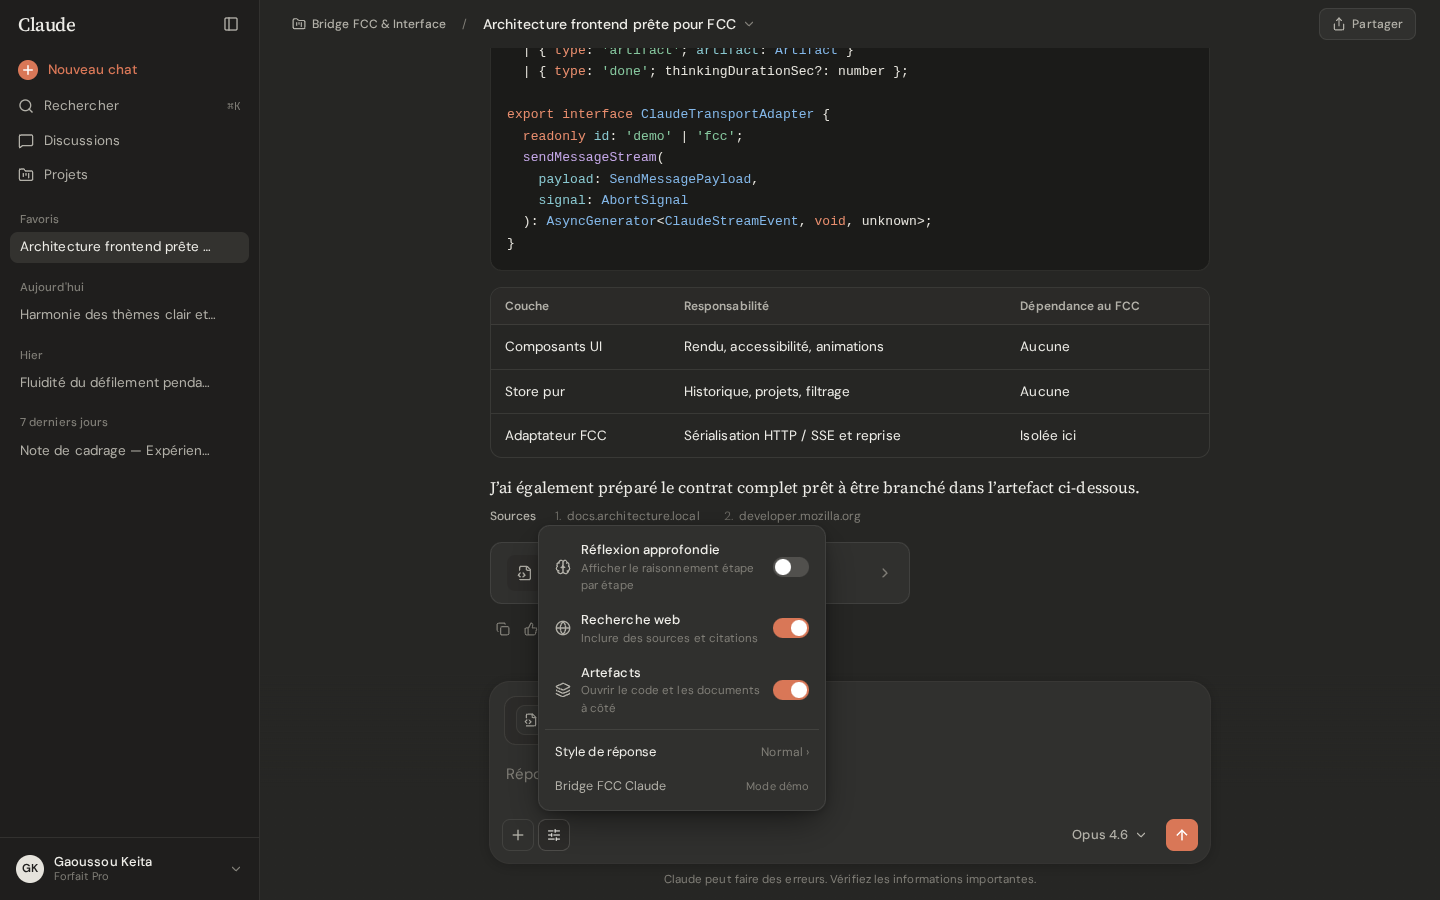 Claude
Nouveau chat
Rechercher
⌘K
Discussions
Projets
Favoris
Architecture frontend prête ...
Aujourd'hui
Harmonie des thèmes clair et...
Hier
Fluidité du défilement penda...
7 derniers jours
Note de cadrage — Expérien...
GK
Gaoussou Keita
Forfait Pro
Bridge FCC & Interface / Architecture frontend prête pour FCC
Partager
| { type: 'artifact'; artifact: Artifact }
| { type: 'done'; thinkingDurationSec?: number };
export interface ClaudeTransportAdapter {
readonly id: 'demo' | 'fcc';
sendMessageStream(
payload: SendMessagePayload,
signal: AbortSignal
): AsyncGenerator<ClaudeStreamEvent, void, unknown>;
}
Couche Responsabilité Dépendance au FCC
Composants UI Rendu, accessibilité, animations Aucune
Store pur Historique, projets, filtrage Aucune
Adaptateur FCC Sérialisation HTTP / SSE et reprise Isolée ici
J'ai également préparé le contrat complet prêt à être branché dans l'artefact ci-dessous.
Sources 1. docs.architecture.local 2. developer.mozilla.org
Réflexion approfondie
Afficher le raisonnement étape
par étape
Recherche web
Inclure des sources et citations
Artefacts
Ouvrir le code et les documents
à côté
Style de réponse Normal ›
Bridge FCC Claude Mode démo
Opus 4.6
Claude peut faire des erreurs. Vérifiez les informations importantes.